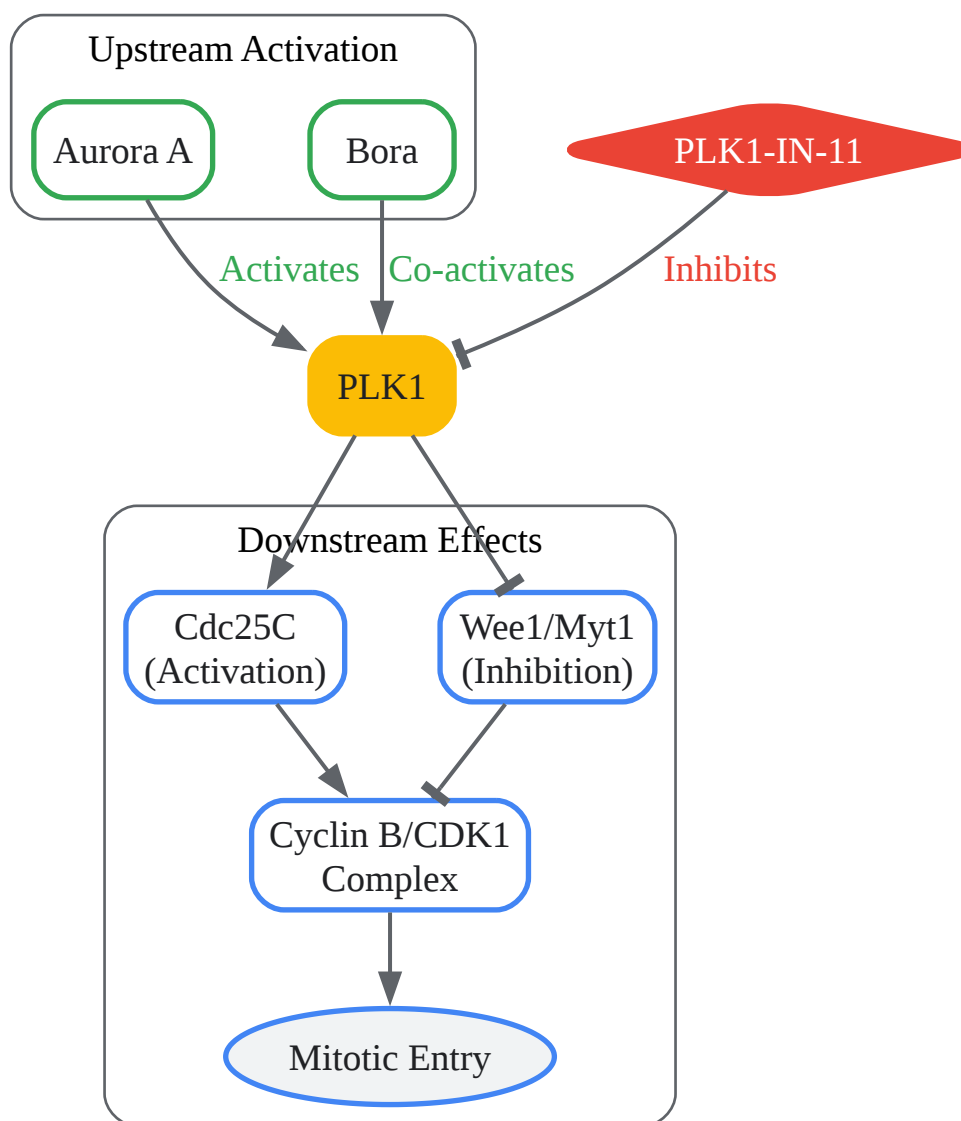 Upstream Activation
Aurora A
Bora
PLK1-IN-11
Activates
Co-activates
Inhibits
PLK1
Downstream Effects
Cdc25C
(Activation)
Wee1/Myt1
(Inhibition)
Cyclin B/CDK1
Complex
Mitotic Entry